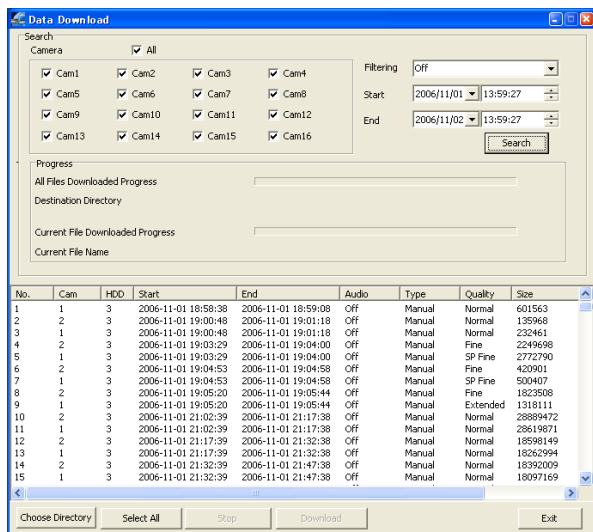 Data Download
Search
Camera All
Cam1 Cam2 Cam3 Cam4
Cam5 Cam6 Cam7 Cam8
Cam9 Cam10 Cam11 Cam12
Cam13 Cam14 Cam15 Cam16
Filtering Off
Start 2006/11/01 13:59:27
End 2006/11/02 13:59:27
Search
Progress
All Files Downloaded Progress
Destination Directory
Current File Downloaded Progress
Current File Name
No. Cam HDD Start End Audio Type Quality Size
1 1 3 2006-11-01 18:58:38 2006-11-01 18:59:08 Off Manual Normal 601563
2 2 3 2006-11-01 19:00:48 2006-11-01 19:01:18 Off Manual Normal 135968
3 1 3 2006-11-01 19:00:48 2006-11-01 19:01:18 Off Manual Normal 232461
4 2 3 2006-11-01 19:03:29 2006-11-01 19:04:00 Off Manual Fine 2249698
5 1 3 2006-11-01 19:03:29 2006-11-01 19:04:00 Off Manual SP Fine 2772790
6 2 3 2006-11-01 19:04:53 2006-11-01 19:04:58 Off Manual Fine 420901
7 1 3 2006-11-01 19:04:53 2006-11-01 19:04:58 Off Manual SP Fine 500407
8 2 3 2006-11-01 19:05:20 2006-11-01 19:05:44 Off Manual Fine 1823508
9 1 3 2006-11-01 19:05:20 2006-11-01 19:05:44 Off Manual Extended 1318111
10 2 3 2006-11-01 21:02:39 2006-11-01 21:17:38 Off Manual Normal 28889472
11 1 3 2006-11-01 21:02:39 2006-11-01 21:17:38 Off Manual Normal 28619871
12 2 3 2006-11-01 21:17:39 2006-11-01 21:32:38 Off Manual Normal 18598149
13 1 3 2006-11-01 21:17:39 2006-11-01 21:32:38 Off Manual Normal 18262994
14 2 3 2006-11-01 21:32:39 2006-11-01 21:47:38 Off Manual Normal 18392009
15 1 3 2006-11-01 21:32:39 2006-11-01 21:47:38 Off Manual Normal 18097169
Choose Directory Select All Stop Download Exit